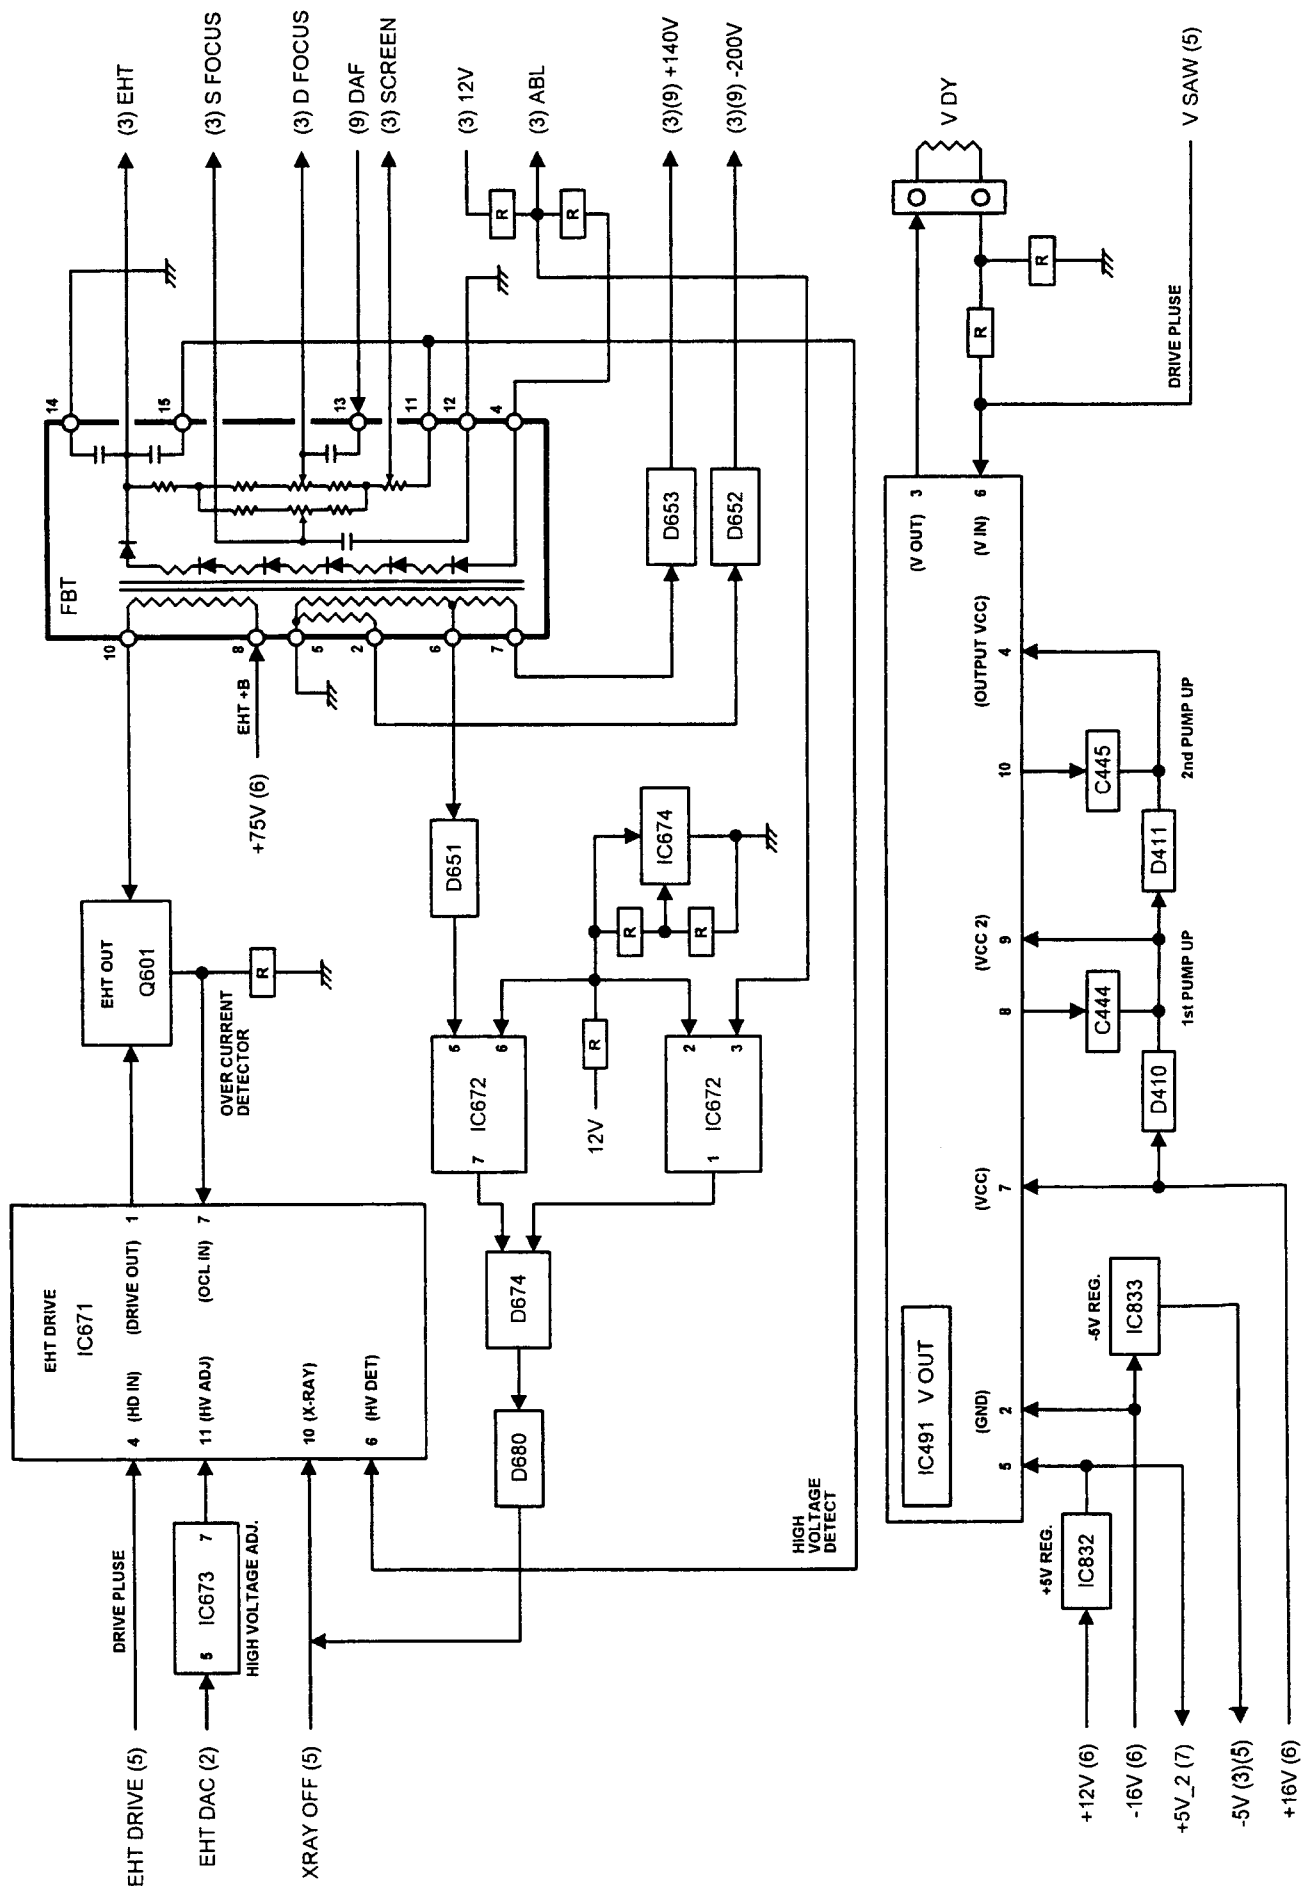 EHT DRIVE (5)
DRIVE PLUSE
EHT DAC (2)
5 IC673 7
HIGH VOLTAGE ADJ.
XRAY OFF (5)
EHT DRIVE
IC671
4 (HD IN)
(DRIVE OUT) 1
11 (HV ADJ)
(OCL IN) 7
10 (X-RAY)
6 (HV DET)
EHT OUT
Q601
OVER CURRENT
DETECTOR
R
EHT +B
+75V (6)
FBT
10
8
5
2
6
7
14
15
13
11
12
4
(3) EHT
(3) S FOCUS
(3) D FOCUS
(9) DAF
(3) SCREEN
(3) 12V
R
(3) ABL
R
(3)(9) +140V
(3)(9) -200V
D653
D652
D651
5
6
IC672
7
2
3
IC672
1
12V
R
R
R
IC674
D674
D680
HIGH
VOLTAGE
DETECT
IC491 V OUT
5
(GND)
2
(VCC)
7
8
(VCC 2)
9
10
(OUTPUT VCC)
4
(V OUT) 3
(V IN) 6
+5V REG.
IC832
-5V REG.
IC833
D410
C444
1st PUMP UP
D411
C445
2nd PUMP UP
R
R
V DY
DRIVE PLUSE
V SAW (5)
+12V (6)
-16V (6)
+5V_2 (7)
-5V (3)(5)
+16V (6)